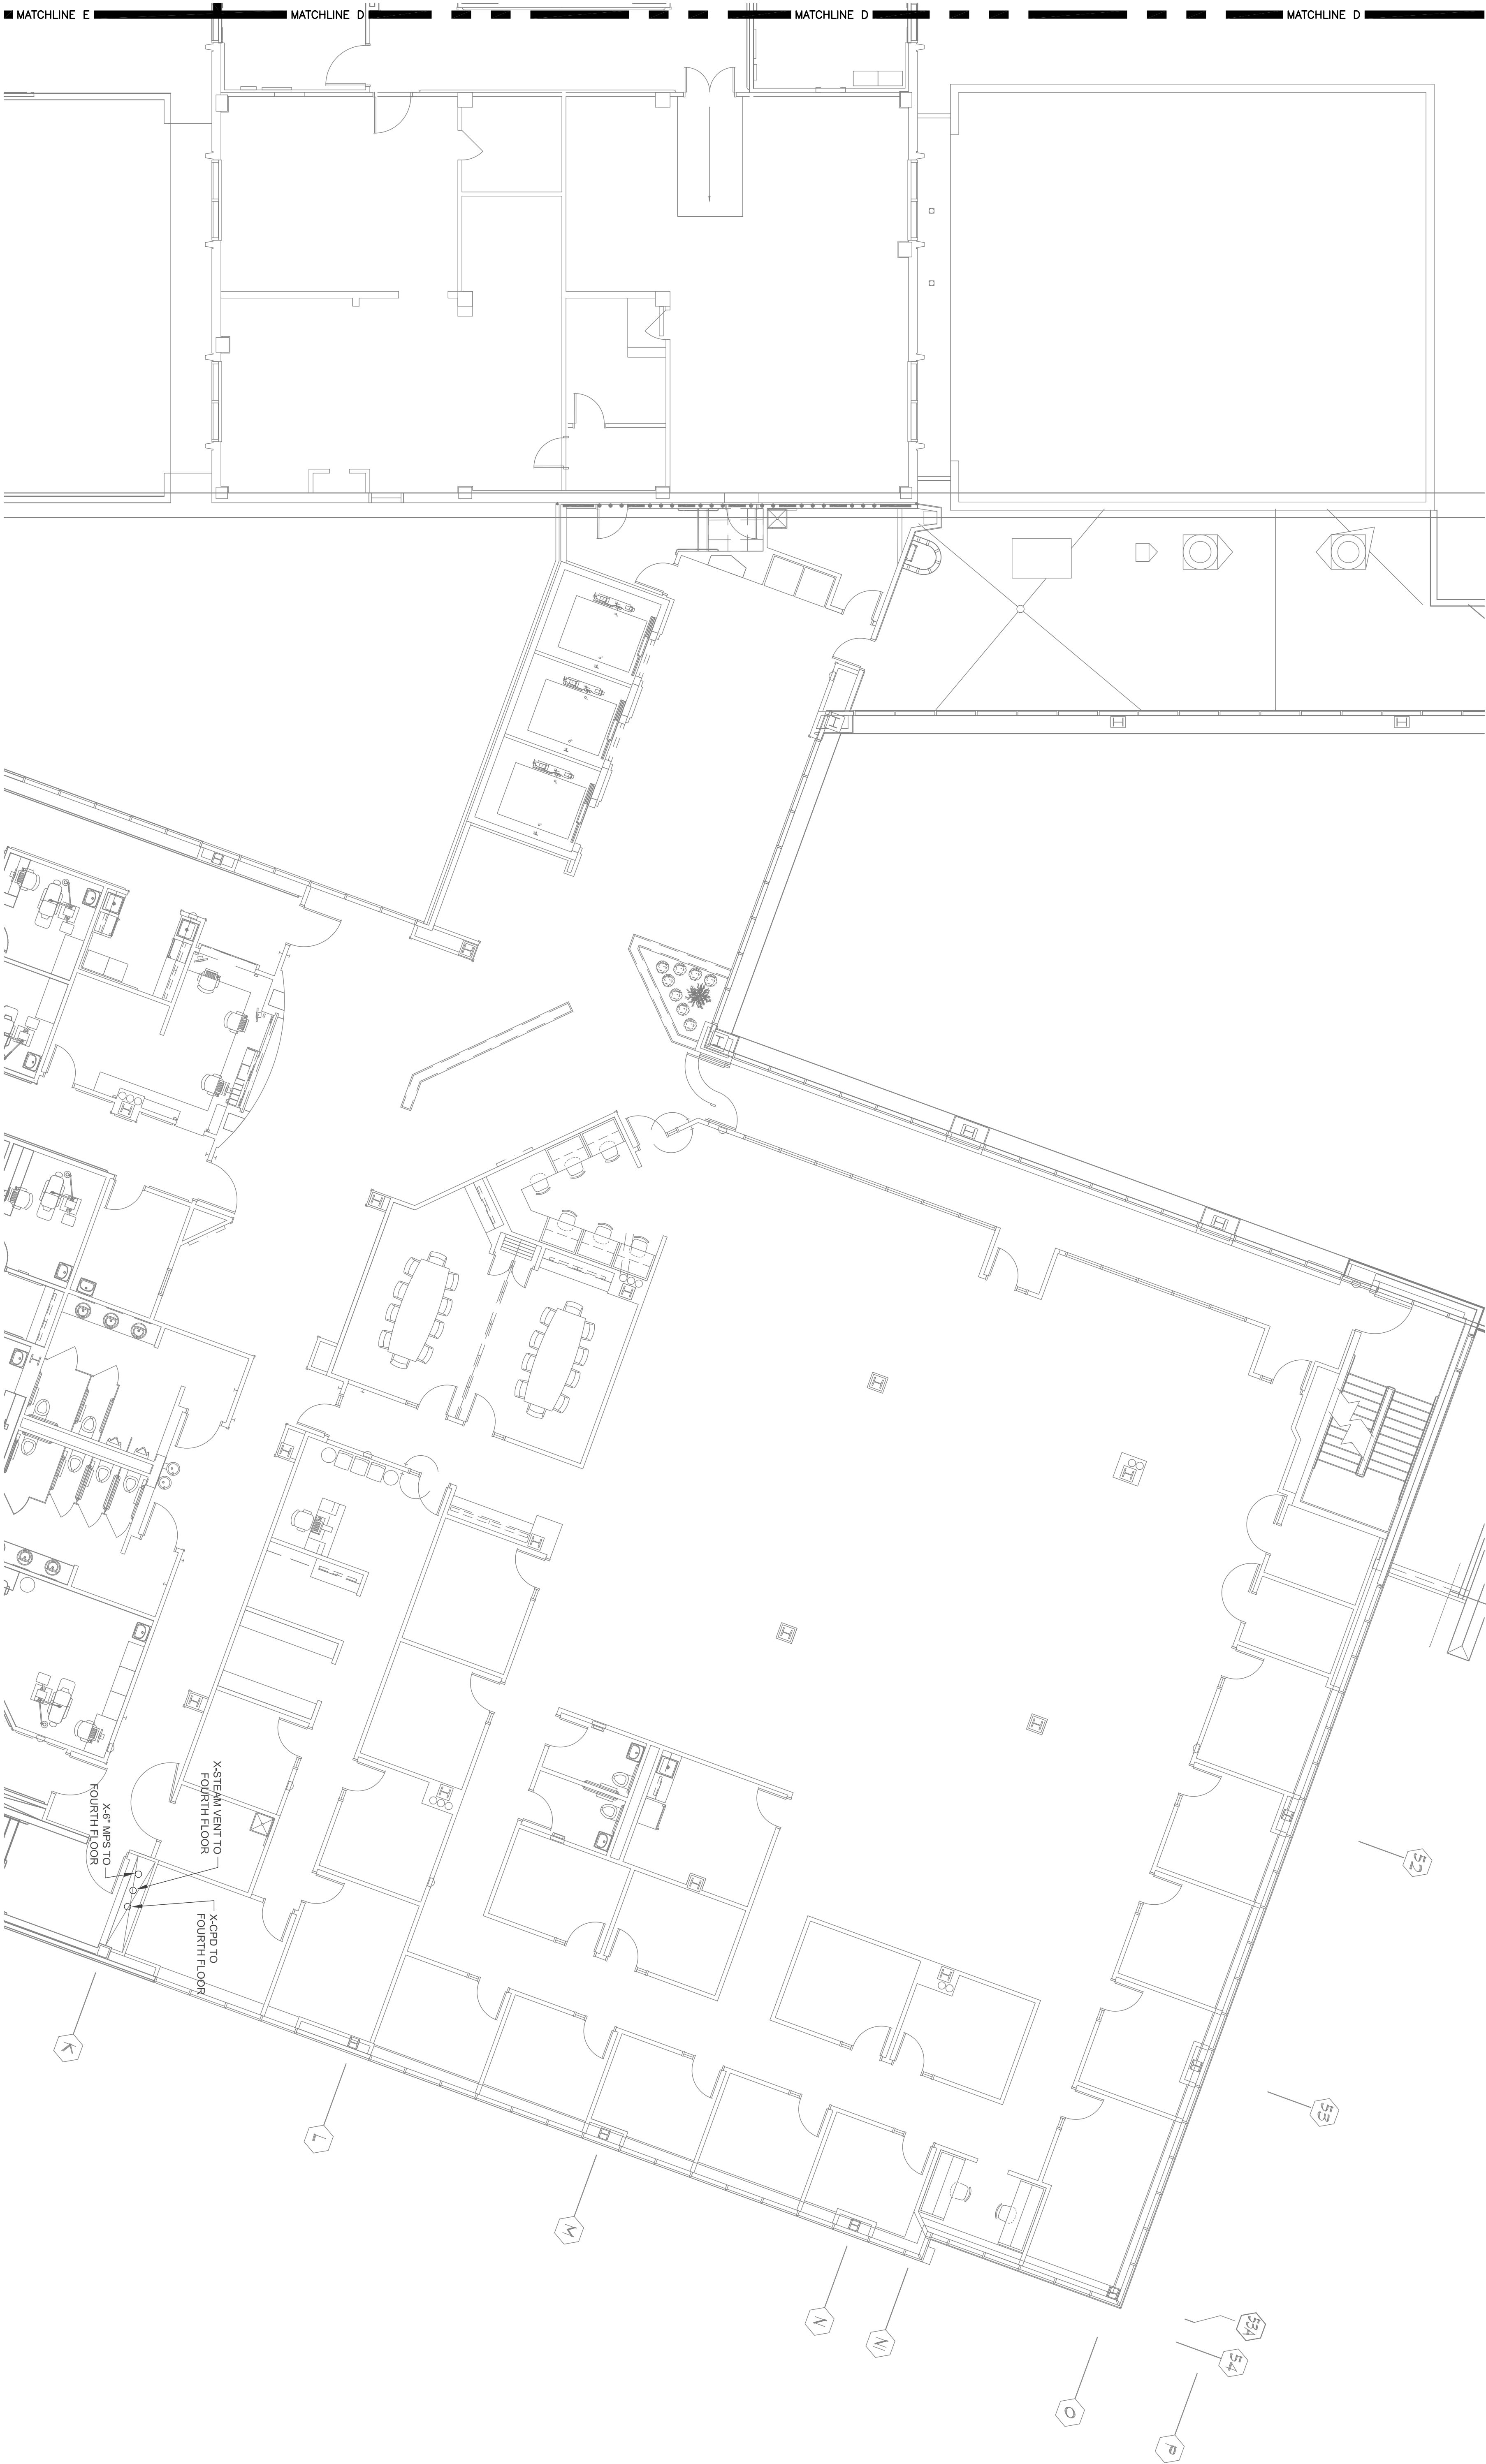 MATCHLINE E
MATCHLINE D
MATCHLINE D
MATCHLINE D
X-STEAM VENT TO
FOURTH FLOOR
X-6" MPS TO
FOURTH FLOOR
X-CPD TO
FOURTH FLOOR
52
53
53A
54
K
L
M
N
N1
O
P